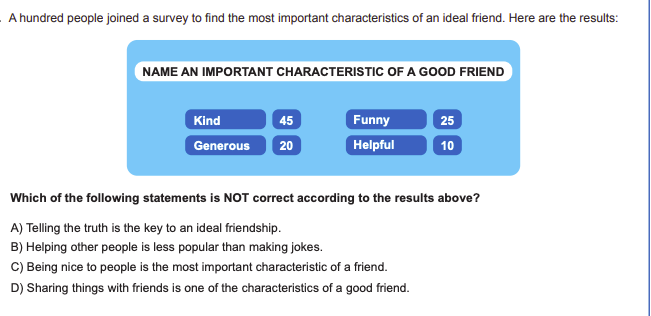 A hundred people joined a survey to find the most important characteristics of an ideal friend. Here are the results:
NAME AN IMPORTANT CHARACTERISTIC OF A GOOD FRIEND
Kind 45 Funny 25
Generous 20 Helpful 10
Which of the following statements is NOT correct according to the results above?
A) Telling the truth is the key to an ideal friendship.
B) Helping other people is less popular than making jokes.
C) Being nice to people is the most important characteristic of a friend.
D) Sharing things with friends is one of the characteristics of a good friend.